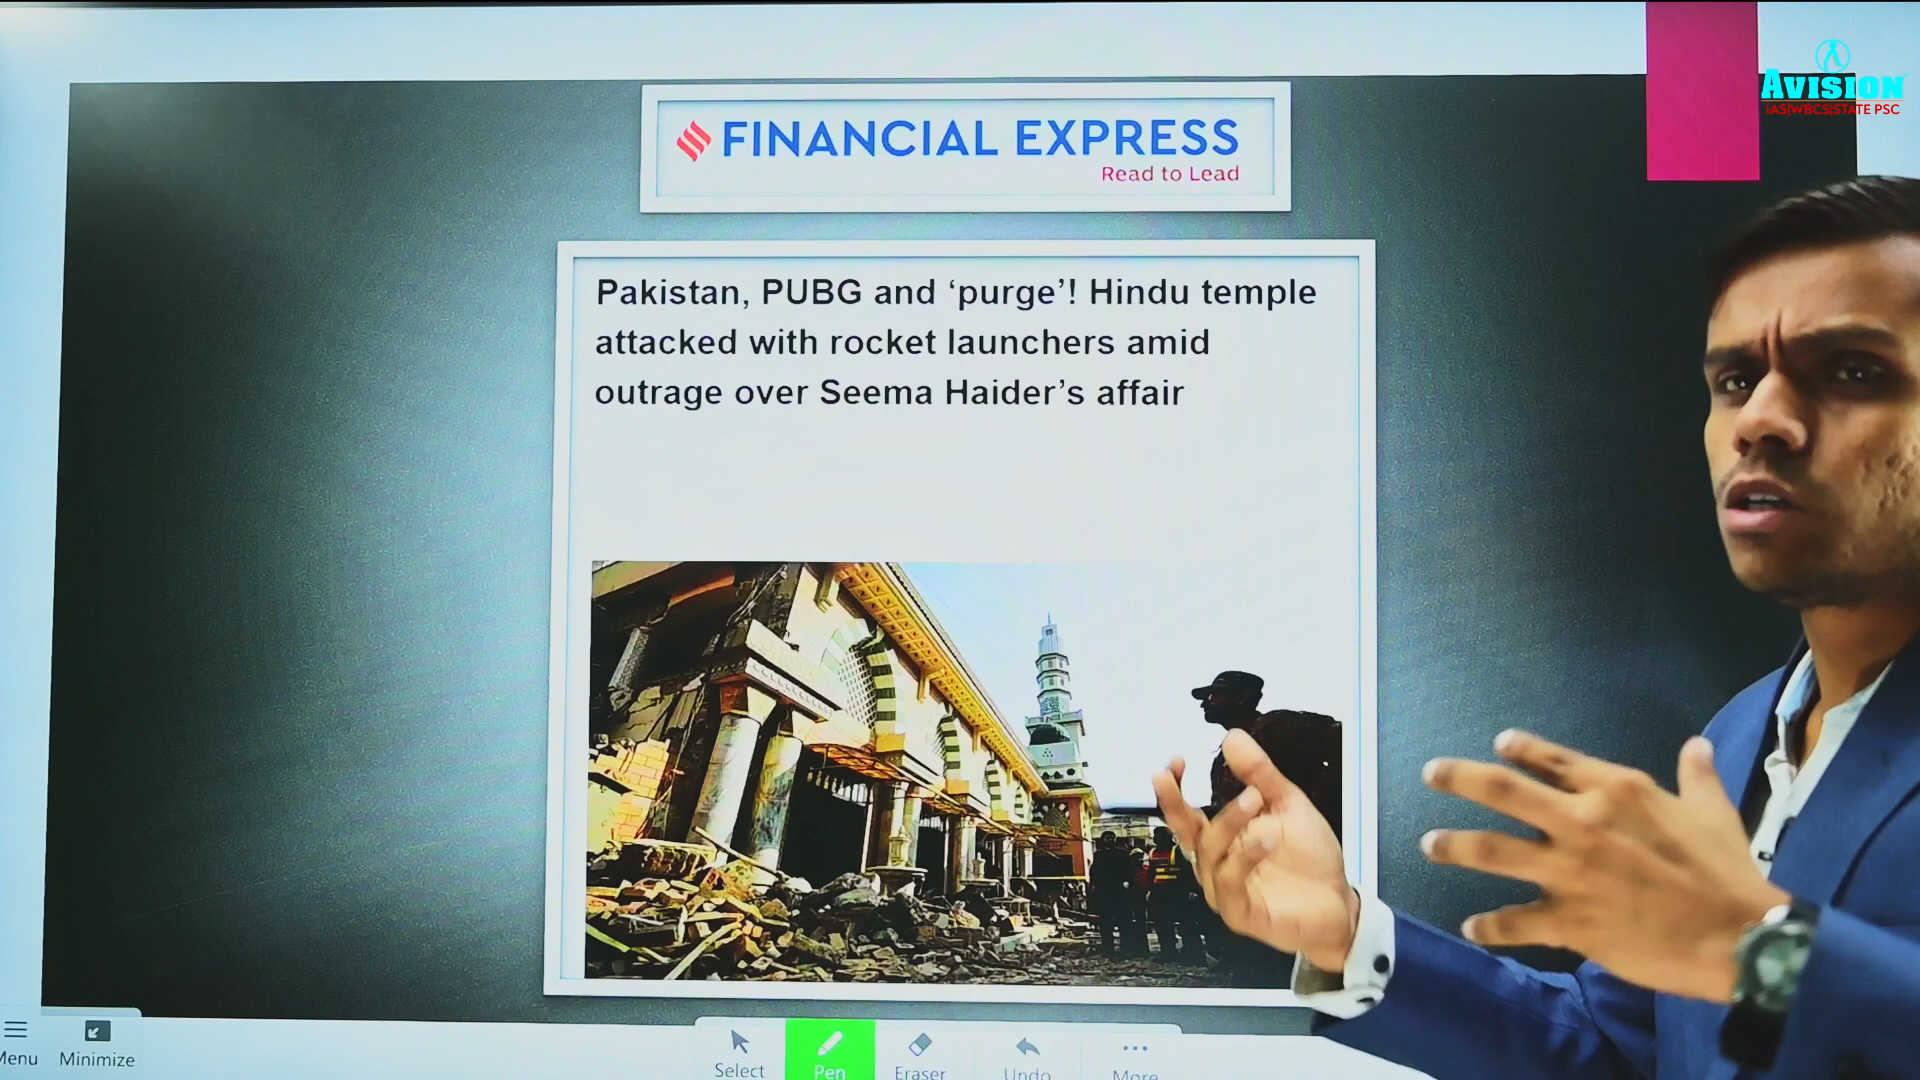 AVISION
IAS|WBCS|STATE PSC
FINANCIAL EXPRESS
Read to Lead
Pakistan, PUBG and ‘purge’! Hindu temple
attacked with rocket launchers amid
outrage over Seema Haider’s affair
Menu
Minimize
Select
Pen
Eraser
Undo
More